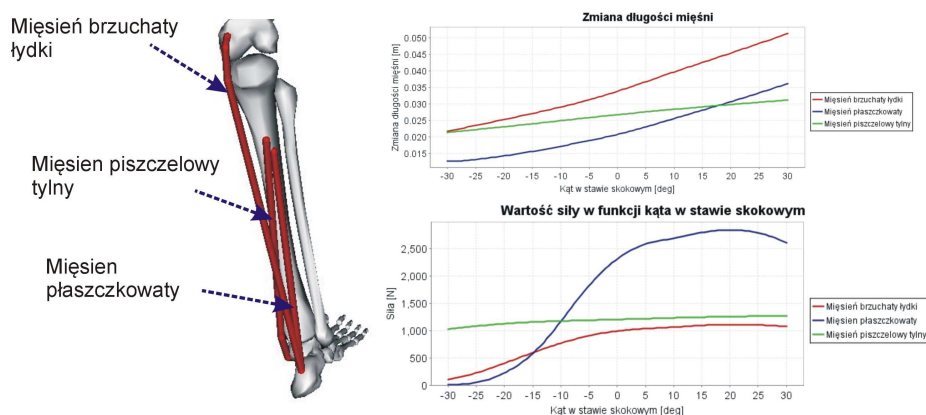 Mięsień brzuchaty
łydki
Mięsien piszczelowy
tylny
Mięsien
płaszczkowaty
Zmiana długości mięśni
Zmiana długości mięśni [m]
0.050
0.045
0.040
0.035
0.030
0.025
0.020
0.015
-30 -25 -20 -15 -10 -5 0 5 10 15 20 25 30
Kąt w stawie skokowym [deg]
Mięsień brzuchaty łydki
Mięsień płaszczkowaty
Mięsień piszczelowy tylny
Wartość siły w funkcji kąta w stawie skokowym
Siła [N]
2,500
2,000
1,500
1,000
500
0
-30 -25 -20 -15 -10 -5 0 5 10 15 20 25 30
Kąt w stawie skokowym [deg]
Mięsień brzuchaty łydki
Mięsień płaszczkowaty
Mięsień piszczelowy tylny